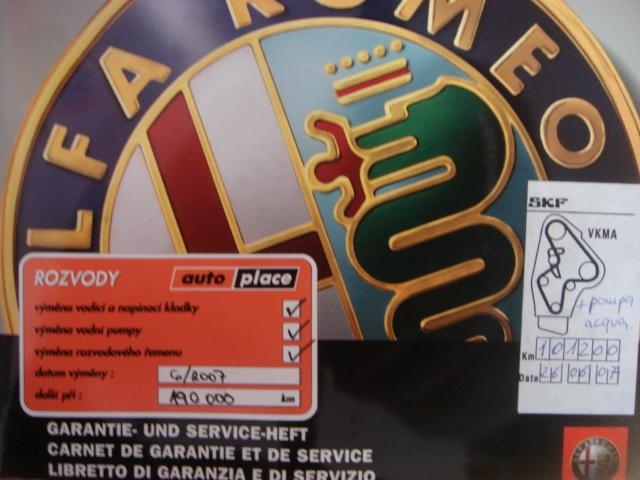 LFA ROMEO
ROZVODY auto place
výměna vodící a napínací kladky
výměna vodní pumpy
výměna rozvodového řemenu
datum výměny : 6/2007
další při : 190 000 km
SKF
VKMA
+ pompa
acqua
Km 101200
Date 26 06 07
GARANTIE- UND SERVICE-HEFT
CARNET DE GARANTIE ET DE SERVICE
LIBRETTO DI GARANZIA E DI SERVIZIO